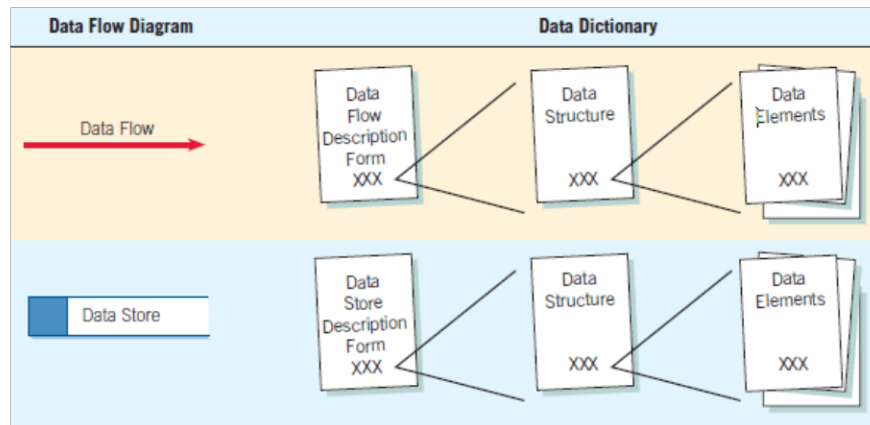 Data Flow Diagram
Data Dictionary
Data Flow
Data
Flow
Description
Form
XXX
Data
Structure
XXX
Data
Elements
XXX
Data Store
Data
Store
Description
Form
XXX
Data
Structure
XXX
Data
Elements
XXX